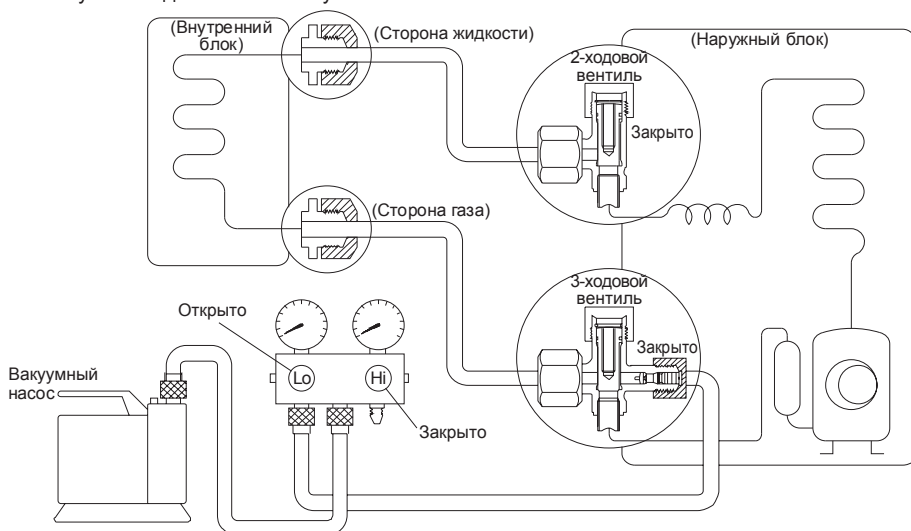 (Внутренний
блок)
(Сторона жидкости)
2-ходовой
вентиль
(Наружный блок)
Закрыто
(Сторона газа)
3-ходовой
вентиль
Закрыто
Открыто
Lo
Hi
Вакуумный
насос
Закрыто